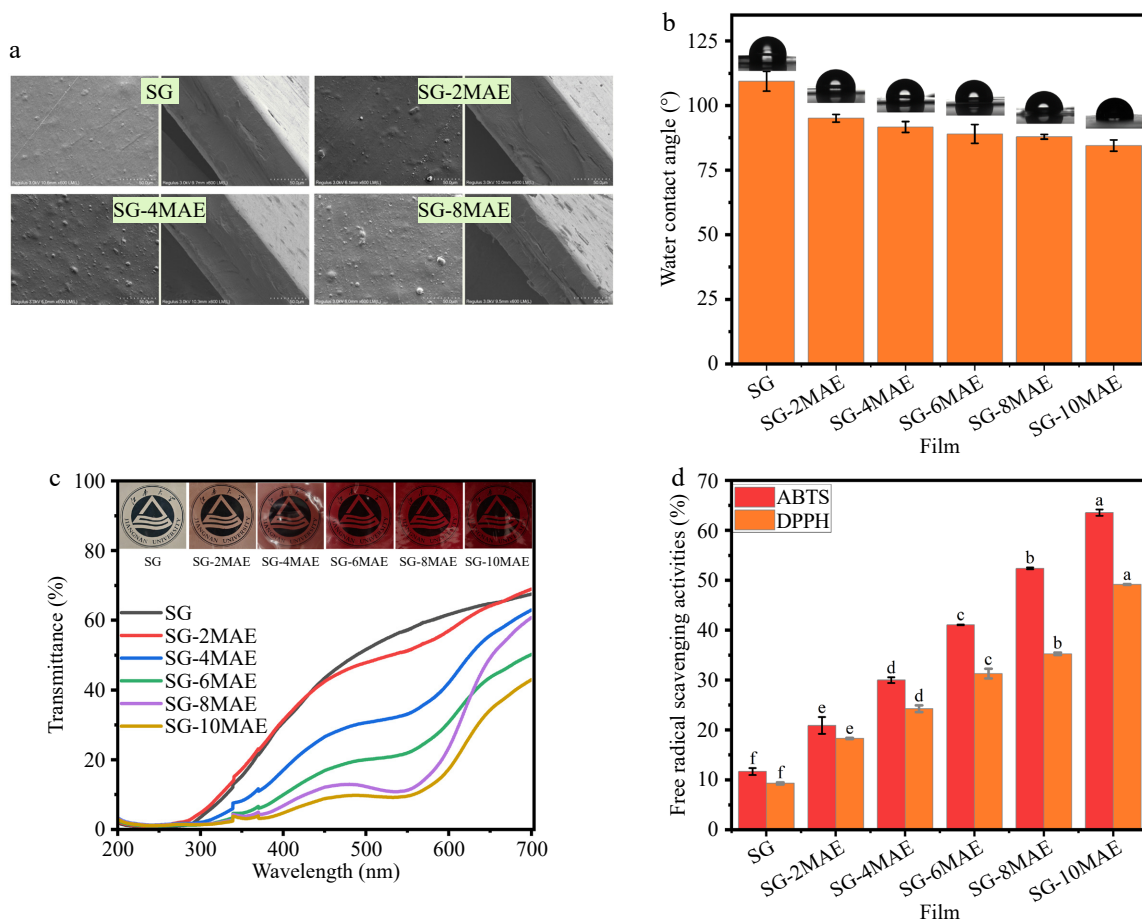 a
SG
SG-2MAE
SG-4MAE
SG-8MAE
b
Water contact angle (°)
125
100
75
50
25
0
SG
SG-2MAE
SG-4MAE
SG-6MAE
SG-8MAE
SG-10MAE
Film
c
Transmittance (%)
100
80
60
40
20
0
JIANGNAN UNIVERSITY
SG
SG-2MAE
SG-4MAE
SG-6MAE
SG-8MAE
SG-10MAE
SG
SG-2MAE
SG-4MAE
SG-6MAE
SG-8MAE
SG-10MAE
200
300
400
500
600
700
Wavelength (nm)
d
Free radical scavenging activities (%)
70
60
50
40
30
20
10
0
ABTS
DPPH
f
f
e
e
d
d
c
c
b
b
a
a
SG
SG-2MAE
SG-4MAE
SG-6MAE
SG-8MAE
SG-10MAE
Film